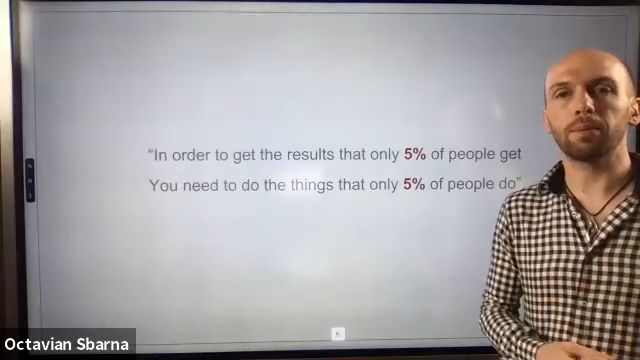 “In order to get the results that only 5% of people get
You need to do the things that only 5% of people do”
Octavian Sbarna